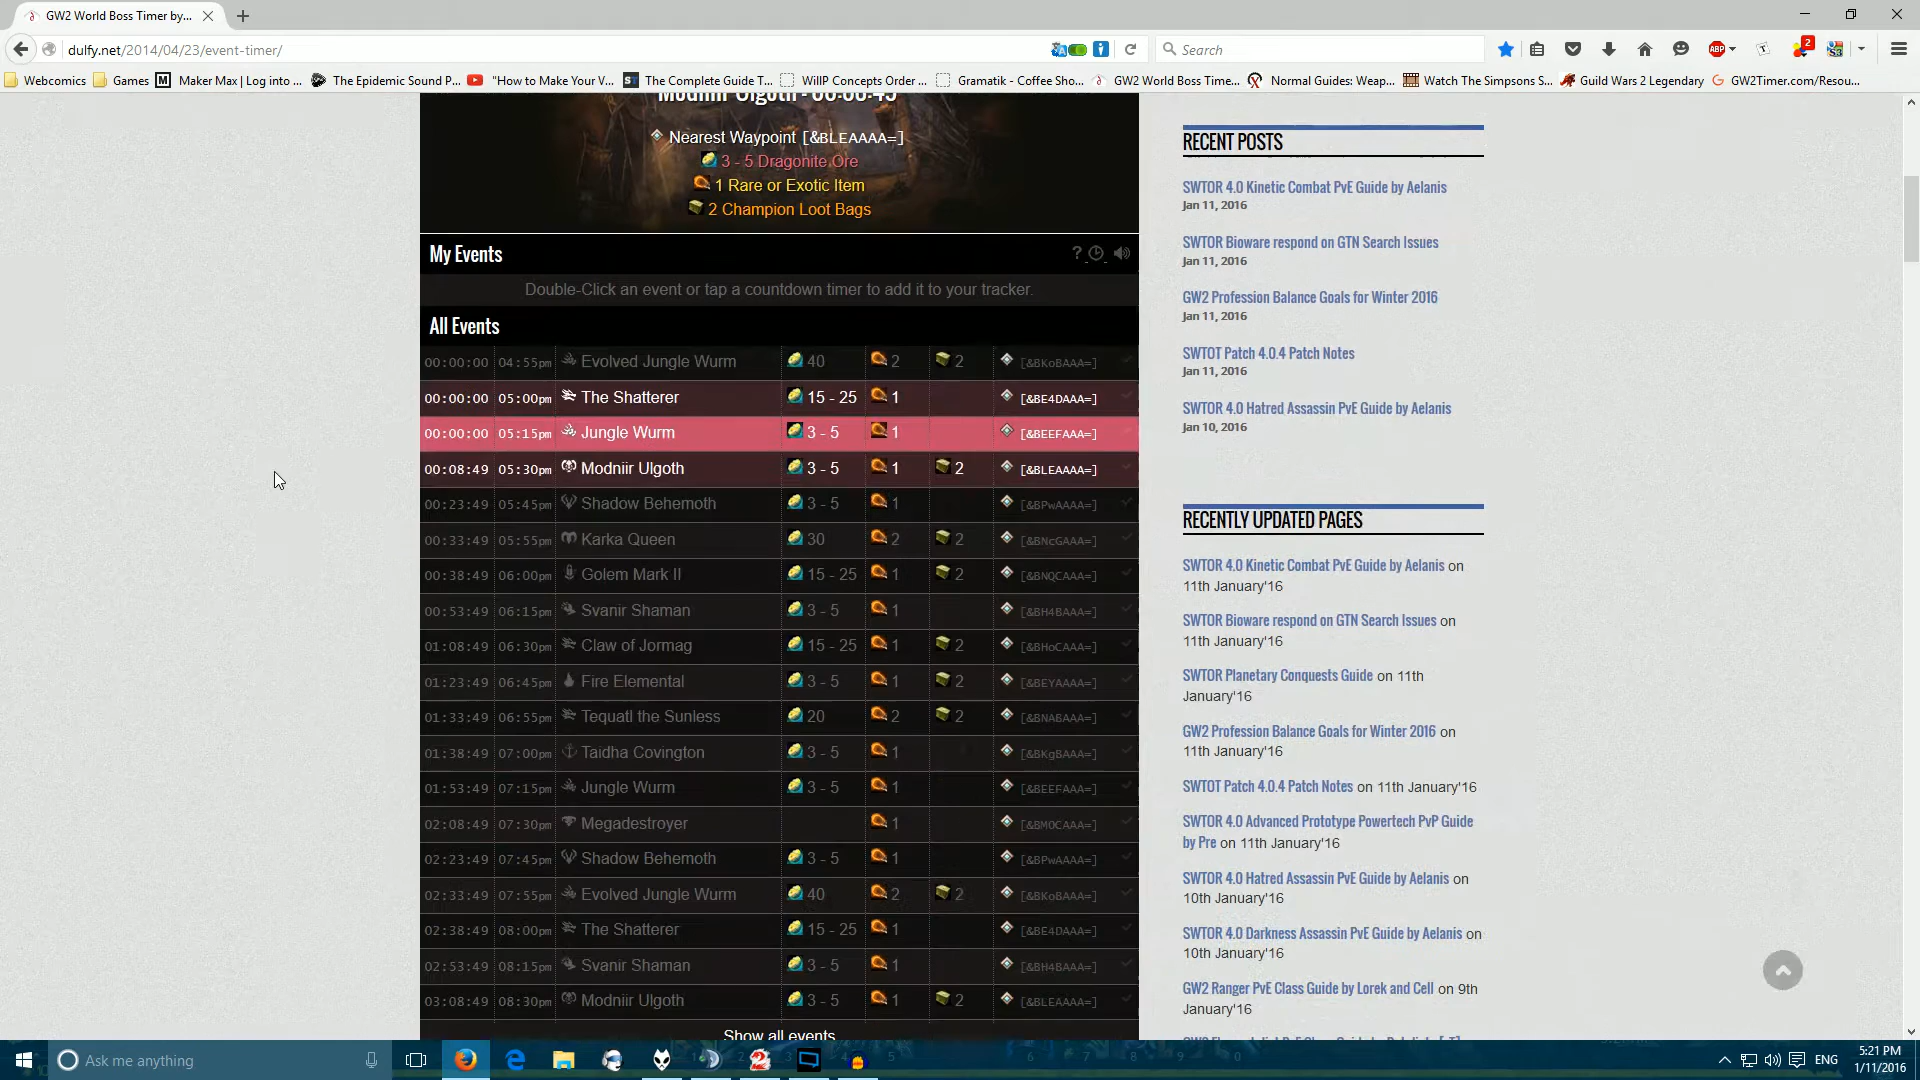 GW2 World Boss Timer by...
dulfy.net/2014/04/23/event-timer/
Search
ABP
2
Webcomics
Games
Maker Max | Log into ...
The Epidemic Sound P...
"How to Make Your V...
The Complete Guide T...
WillP Concepts Order ...
Gramatik - Coffee Sho...
GW2 World Boss Time...
Normal Guides: Weap...
Watch The Simpsons S...
Guild Wars 2 Legendary
GW2Timer.com/Resou...
Modniir Ulgoth - 00:08:49
Nearest Waypoint [&BLEAAAA=]
3 - 5 Dragonite Ore
1 Rare or Exotic Item
2 Champion Loot Bags
My Events
?
Double-Click an event or tap a countdown timer to add it to your tracker.
All Events
00:00:00 04:55pm Evolved Jungle Wurm 40 2 2 [&BKoBAAA=]
00:00:00 05:00pm The Shatterer 15 - 25 1 [&BE4DAAA=]
00:00:00 05:15pm Jungle Wurm 3 - 5 1 [&BEEFAAA=]
00:08:49 05:30pm Modniir Ulgoth 3 - 5 1 2 [&BLEAAAA=]
00:23:49 05:45pm Shadow Behemoth 3 - 5 1 [&BPwAAAA=]
00:33:49 05:55pm Karka Queen 30 2 2 [&BNcGAAA=]
00:38:49 06:00pm Golem Mark II 15 - 25 1 2 [&BNQCAAA=]
00:53:49 06:15pm Svanir Shaman 3 - 5 1 [&BH4BAAA=]
01:08:49 06:30pm Claw of Jormag 15 - 25 1 2 [&BHoCAAA=]
01:23:49 06:45pm Fire Elemental 3 - 5 1 2 [&BEYAAAA=]
01:33:49 06:55pm Tequatl the Sunless 20 2 2 [&BNABAAA=]
01:38:49 07:00pm Taidha Covington 3 - 5 1 [&BKgBAAA=]
01:53:49 07:15pm Jungle Wurm 3 - 5 1 [&BEEFAAA=]
02:08:49 07:30pm Megadestroyer 1 [&BM0CAAA=]
02:23:49 07:45pm Shadow Behemoth 3 - 5 1 [&BPwAAAA=]
02:33:49 07:55pm Evolved Jungle Wurm 40 2 2 [&BKoBAAA=]
02:38:49 08:00pm The Shatterer 15 - 25 1 [&BE4DAAA=]
02:53:49 08:15pm Svanir Shaman 3 - 5 1 [&BH4BAAA=]
03:08:49 08:30pm Modniir Ulgoth 3 - 5 1 2 [&BLEAAAA=]
Show all events
RECENT POSTS
SWTOR 4.0 Kinetic Combat PvE Guide by Aelanis
Jan 11, 2016
SWTOR Bioware respond on GTN Search Issues
Jan 11, 2016
GW2 Profession Balance Goals for Winter 2016
Jan 11, 2016
SWTOT Patch 4.0.4 Patch Notes
Jan 11, 2016
SWTOR 4.0 Hatred Assassin PvE Guide by Aelanis
Jan 10, 2016
RECENTLY UPDATED PAGES
SWTOR 4.0 Kinetic Combat PvE Guide by Aelanis on
11th January'16
SWTOR Bioware respond on GTN Search Issues on
11th January'16
SWTOR Planetary Conquests Guide on 11th
January'16
GW2 Profession Balance Goals for Winter 2016 on
11th January'16
SWTOT Patch 4.0.4 Patch Notes on 11th January'16
SWTOR 4.0 Advanced Prototype Powertech PvP Guide
by Pre on 11th January'16
SWTOR 4.0 Hatred Assassin PvE Guide by Aelanis on
10th January'16
SWTOR 4.0 Darkness Assassin PvE Guide by Aelanis on
10th January'16
GW2 Ranger PvE Class Guide by Lorek and Cell on 9th
January'16
Ask me anything
ENG
5:21 PM
1/11/2016